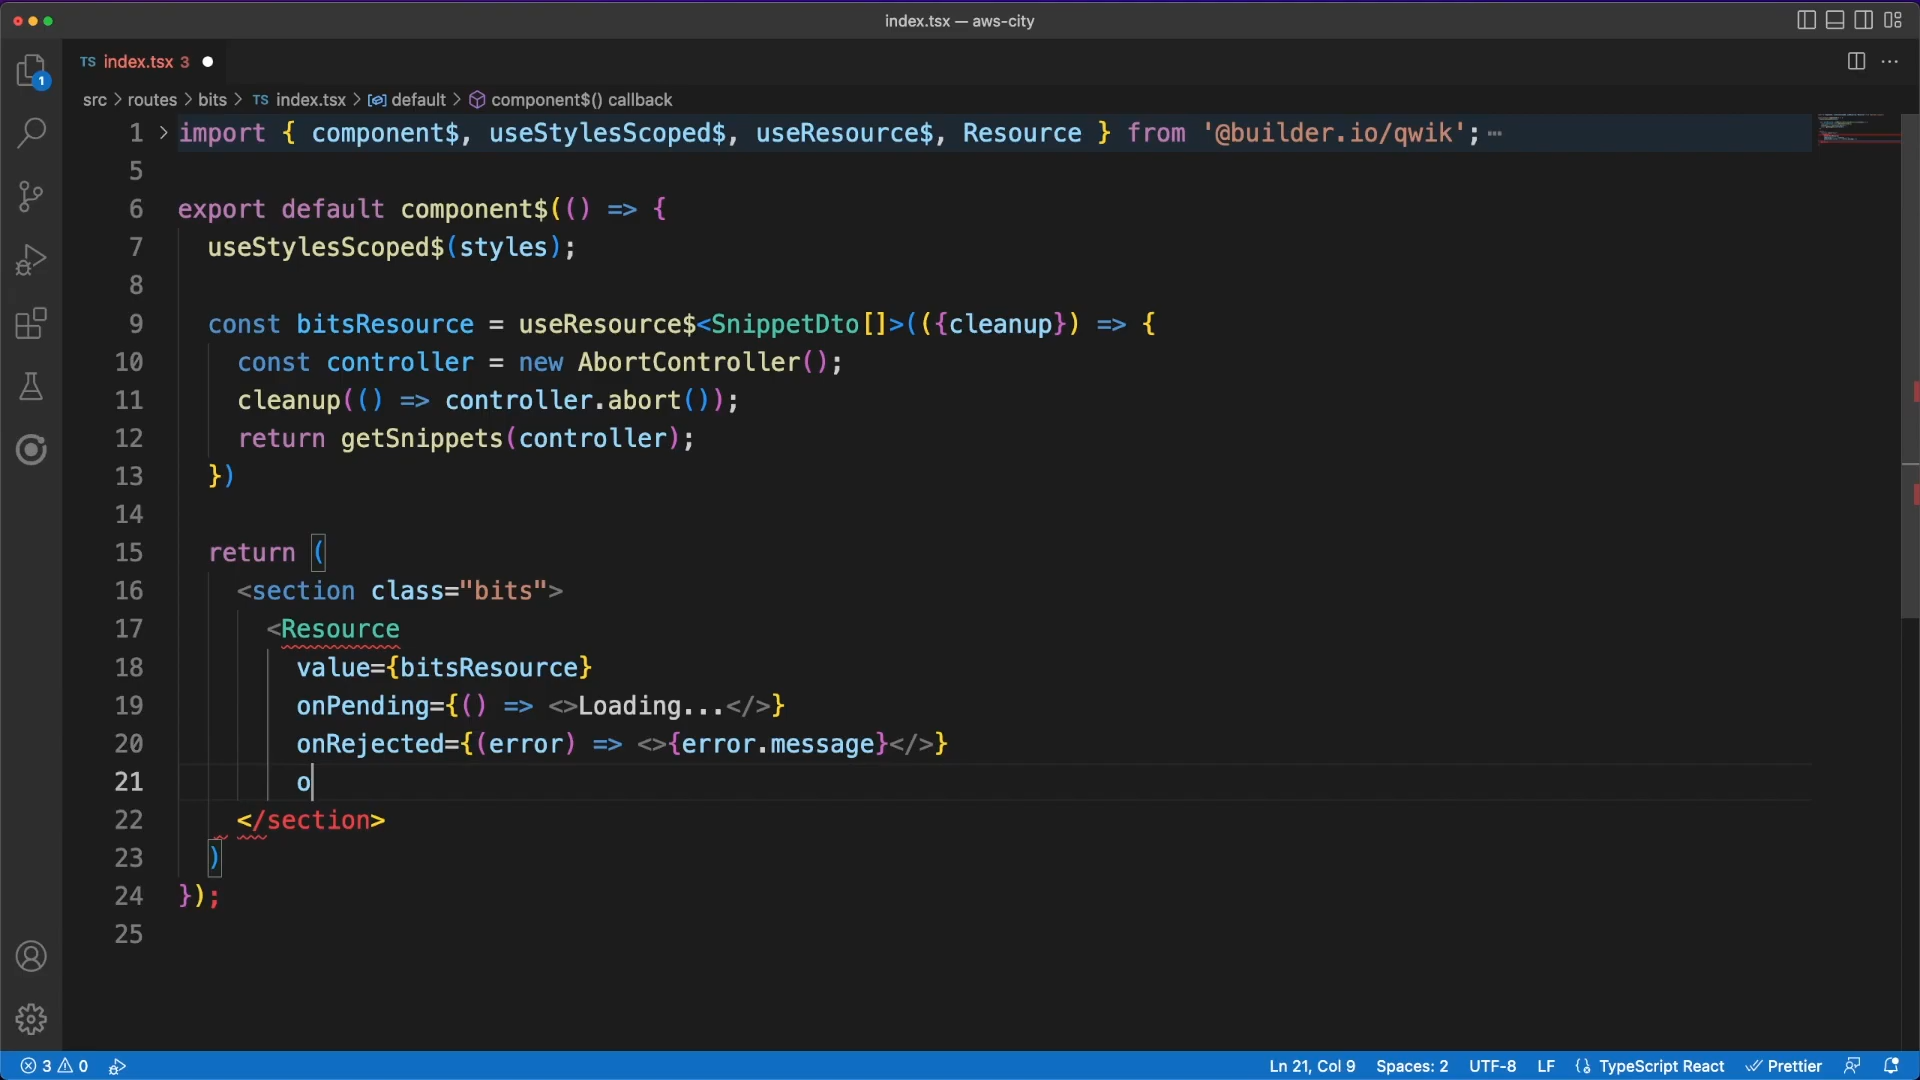 index.tsx — aws-city
TS index.tsx 3
1
src > routes > bits > TS index.tsx > default > component$() callback
1 import { component$, useStylesScoped$, useResource$, Resource } from '@builder.io/qwik';
5
6 export default component$(() => {
7 useStylesScoped$(styles);
8
9 const bitsResource = useResource$<SnippetDto[]>(({cleanup}) => {
10 const controller = new AbortController();
11 cleanup(() => controller.abort());
12 return getSnippets(controller);
13 })
14
15 return (
16 <section class="bits">
17 <Resource
18 value={bitsResource}
19 onPending={() => <>Loading...</>}
20 onRejected={(error) => <>{error.message}</>}
21 o
22 </section>
23 )
24 });
25
3 0 Ln 21, Col 9 Spaces: 2 UTF-8 LF TypeScript React Prettier